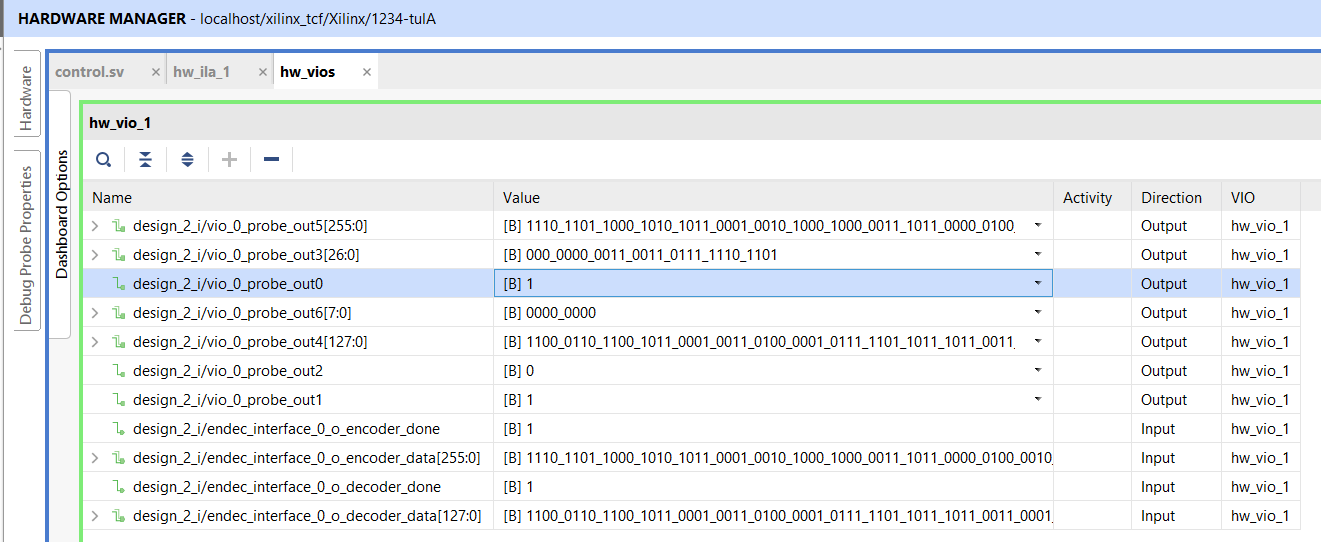 HARDWARE MANAGER - localhost/xilinx_tcf/Xilinx/1234-tulA
Hardware
Debug Probe Properties
Dashboard Options
control.sv × hw_ila_1 × hw_vios ×
hw_vio_1
Name Value Activity Direction VIO
design_2_i/vio_0_probe_out5[255:0] [B] 1110_1101_1000_1010_1011_0001_0010_1000_1000_0011_1011_0000_0100_ Output hw_vio_1
design_2_i/vio_0_probe_out3[26:0] [B] 000_0000_0011_0011_0111_1110_1101 Output hw_vio_1
design_2_i/vio_0_probe_out0 [B] 1 Output hw_vio_1
design_2_i/vio_0_probe_out6[7:0] [B] 0000_0000 Output hw_vio_1
design_2_i/vio_0_probe_out4[127:0] [B] 1100_0110_1100_1011_0001_0011_0100_0001_0111_1101_1011_1011_0011_ Output hw_vio_1
design_2_i/vio_0_probe_out2 [B] 0 Output hw_vio_1
design_2_i/vio_0_probe_out1 [B] 1 Output hw_vio_1
design_2_i/endec_interface_0_o_encoder_done [B] 1 Input hw_vio_1
design_2_i/endec_interface_0_o_encoder_data[255:0] [B] 1110_1101_1000_1010_1011_0001_0010_1000_1000_0011_1011_0000_0100_0010_ Input hw_vio_1
design_2_i/endec_interface_0_o_decoder_done [B] 1 Input hw_vio_1
design_2_i/endec_interface_0_o_decoder_data[127:0] [B] 1100_0110_1100_1011_0001_0011_0100_0001_0111_1101_1011_1011_0011_0001_ Input hw_vio_1